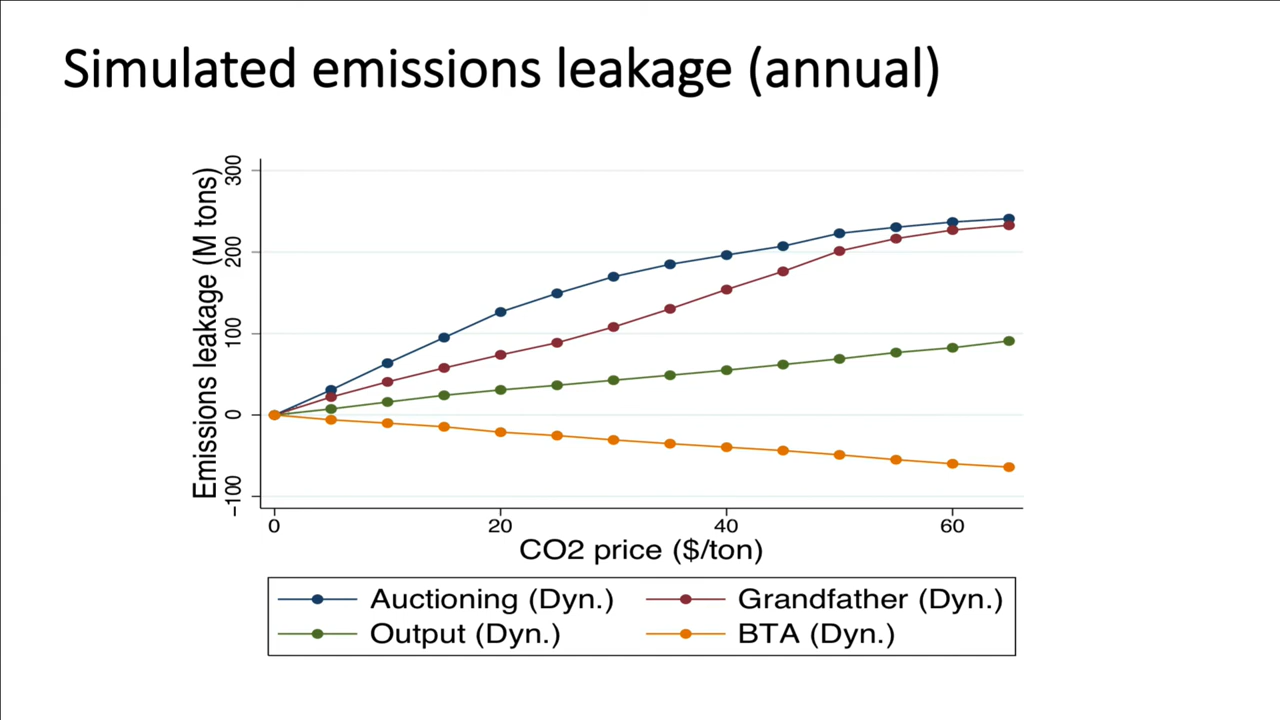 Simulated emissions leakage (annual)
Emissions leakage (M tons)
300
200
100
0
-100
0 20 40 60
CO2 price ($/ton)
Auctioning (Dyn.) Grandfather (Dyn.)
Output (Dyn.) BTA (Dyn.)